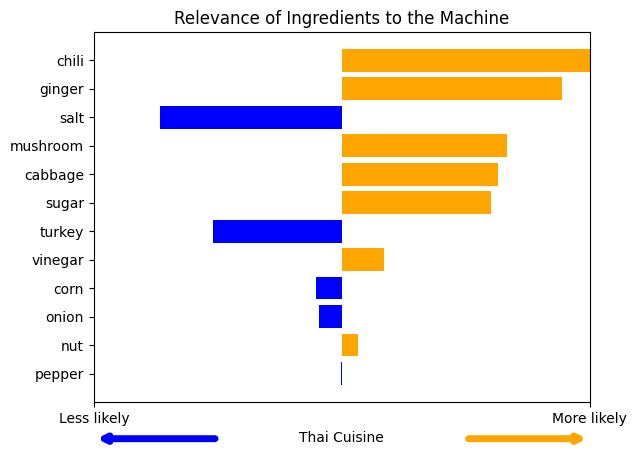 Relevance of Ingredients to the Machine
chili
ginger
salt
mushroom
cabbage
sugar
turkey
vinegar
corn
onion
nut
pepper
Less likely
More likely
Thai Cuisine